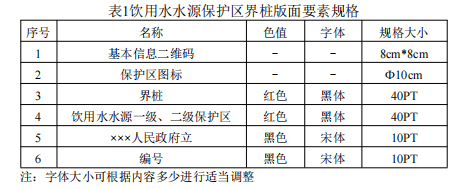 表1饮用水水源保护区界桩版面要素规格
序号 名称 色值 字体 规格大小
1 基本信息二维码 - - 8cm*8cm
2 保护区图标 - - Φ10cm
3 界桩 红色 黑体 40PT
4 饮用水水源一级、二级保护区 红色 黑体 40PT
5 ×××人民政府立 黑色 宋体 10PT
6 编号 黑色 宋体 10PT
注：字体大小可根据内容多少进行适当调整